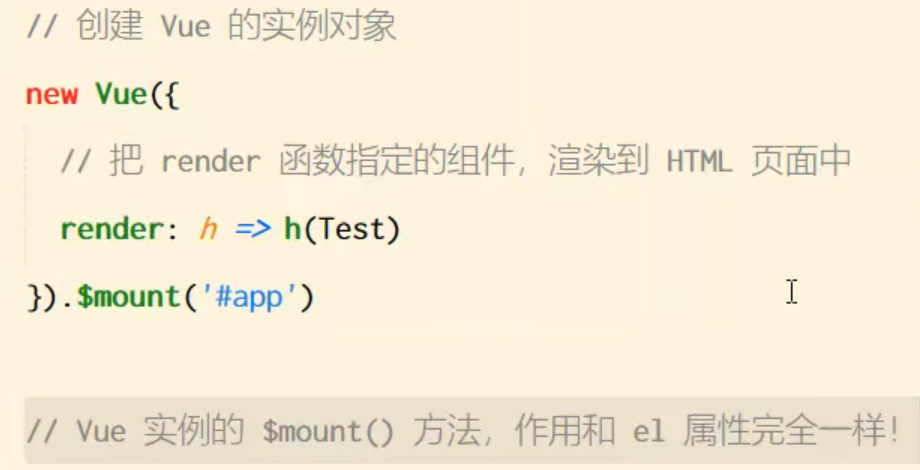 // 创建 Vue 的实例对象
new Vue({
  // 把 render 函数指定的组件，渲染到 HTML 页面中
  render: h => h(Test)
}).$mount('#app')
// Vue 实例的 $mount() 方法，作用和 el 属性完全一样！